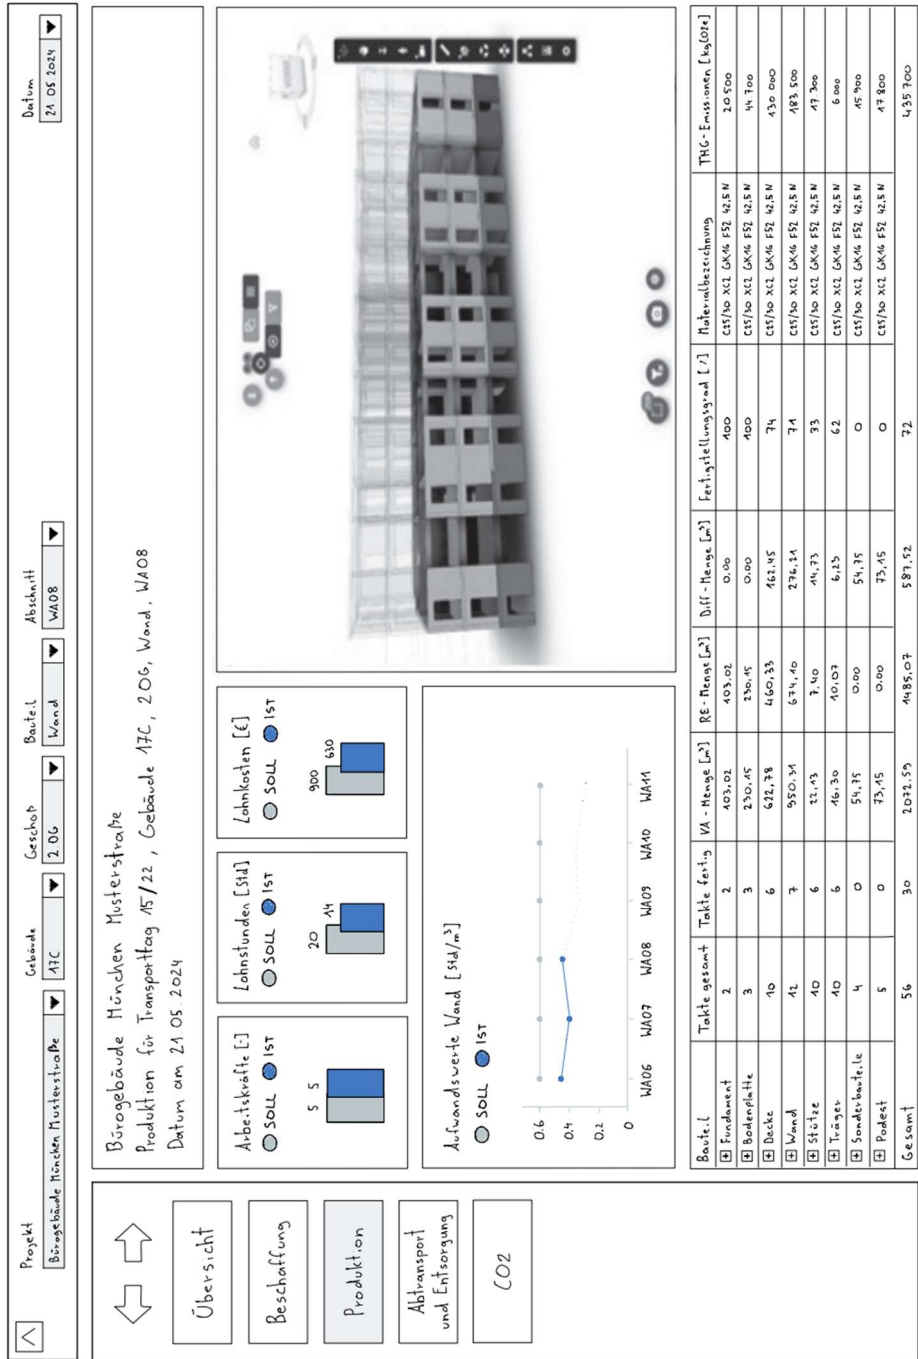 Projekt
Bürogebäude München Musterstraße
Gebäude
17C
Geschoß
2.OG
Bauteil
Wand
Abschnitt
WA08
Datum
21 05 2024
Übersicht
Beschaffung
Produktion
Abtransport
und Entsorgung
CO2
Bürogebäude München Musterstraße
Produktion für Transporttag 15/22, Gebäude 17C, 2OG, Wand, WA08
Datum am 21.05.2024
Arbeitskräfte [-]
SOLL IST
5 5
Lohnstunden [Std]
SOLL IST
20 14
Lohnkosten [€]
SOLL IST
900 630
Aufwandswerte Wand [Std/m³]
SOLL IST
0.6
0.4
0.2
0
WA06 WA07 WA08 WA09 WA10 WA11
Bauteil Takte gesamt Takte fertig VA-Menge [m³] RE-Menge [m³] Diff-Menge [m³] Fertigstellungsgrad [%] Materialbezeichnung THG-Emissionen [kgCO2e]
Fundament 2 2 103,02 103,02 0.00 100 C25/30 XC2 GK16 F52 42,5 N 20 500
Bodenplatte 3 3 230,15 230,15 0.00 100 C25/30 XC2 GK16 F52 42,5 N 44 700
Decke 10 6 622,78 460,33 162,45 74 C25/30 XC2 GK16 F52 42,5 N 130 000
Wand 12 7 950,31 674,10 276,21 71 C25/30 XC2 GK16 F52 42,5 N 183 500
Stütze 10 6 22,13 7,40 14,73 33 C25/30 XC2 GK16 F52 42,5 N 17 300
Träger 10 6 16,30 10,07 6,23 62 C25/30 XC2 GK16 F52 42,5 N 6 000
Sonderbauteile 4 0 54,75 0.00 54,75 0 C25/30 XC2 GK16 F52 42,5 N 15 900
Podest 5 0 73,15 0.00 73,15 0 C25/30 XC2 GK16 F52 42,5 N 17 800
Gesamt 56 30 2072,59 1485,07 587,52 72 435 700